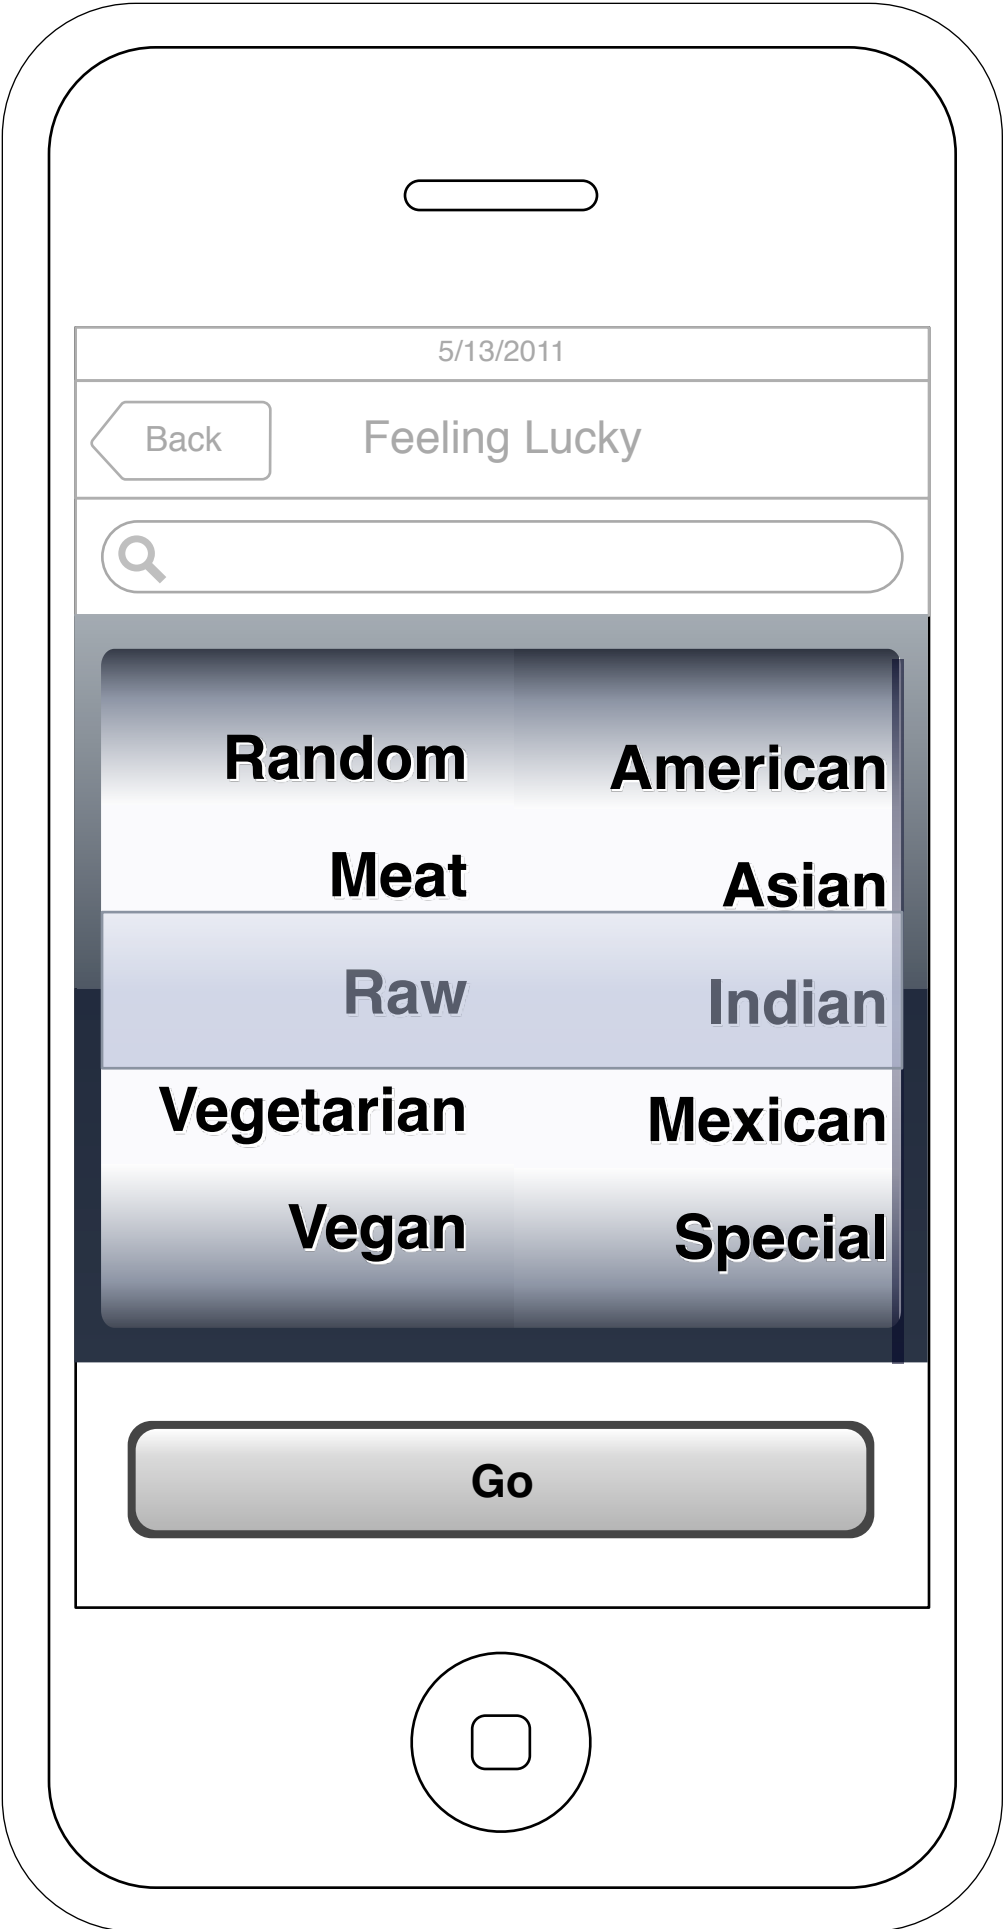 5/13/2011
Back
Feeling Lucky
Random
American
Meat
Asian
Raw
Indian
Vegetarian
Mexican
Vegan
Special
Go